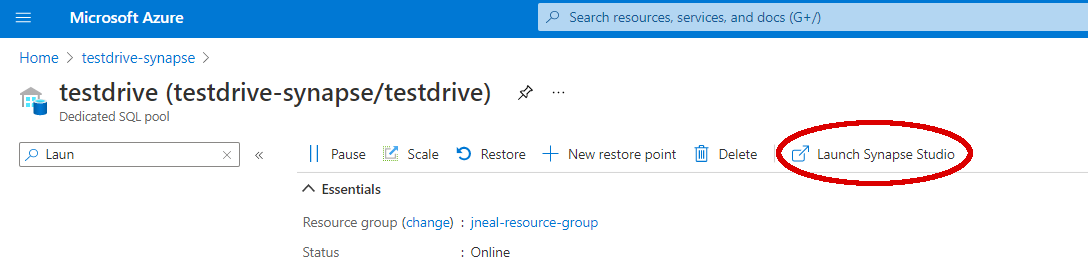 Microsoft Azure
Search resources, services, and docs (G+/)
Home > testdrive-synapse >
testdrive (testdrive-synapse/testdrive)
Dedicated SQL pool
Laun
Pause Scale Restore New restore point Delete Launch Synapse Studio
Essentials
Resource group (change) : jneal-resource-group
Status : Online